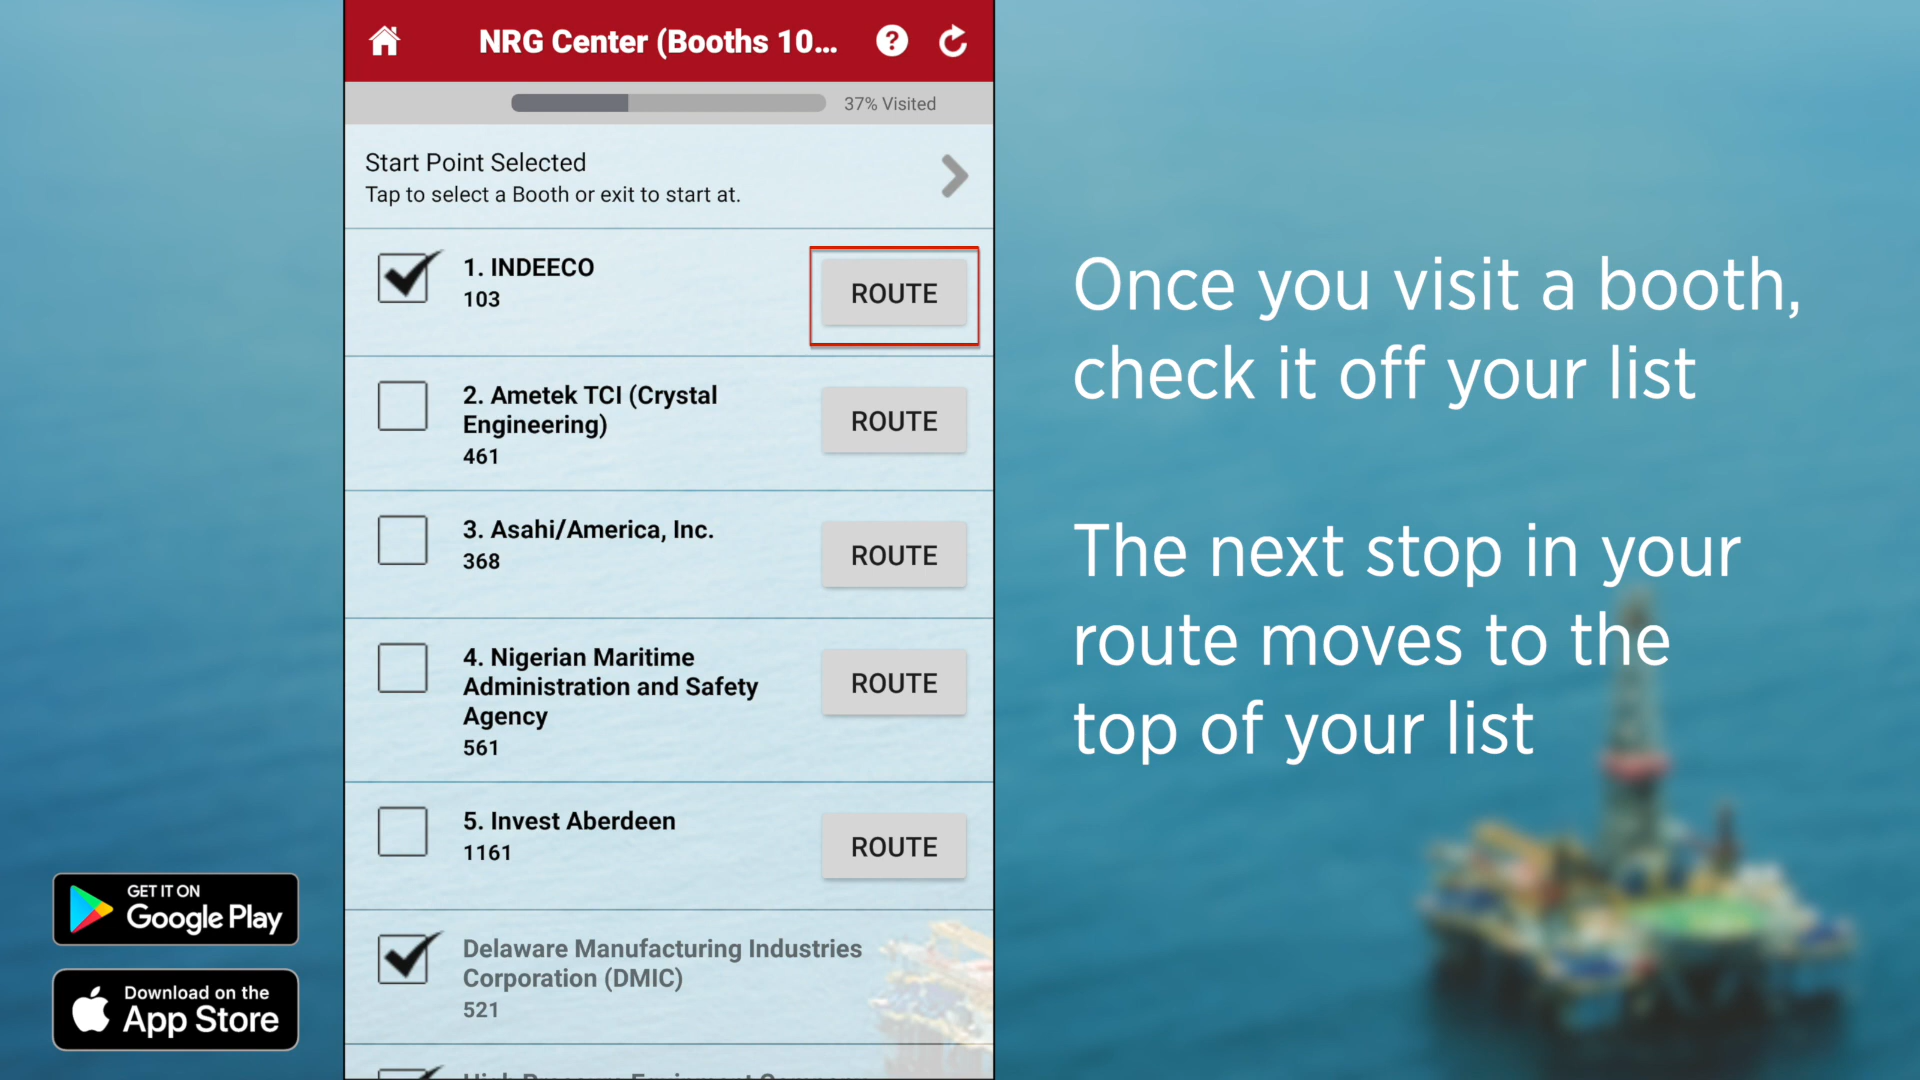 NRG Center (Booths 10...
37% Visited
Start Point Selected
Tap to select a Booth or exit to start at.
1. INDEECO
103
ROUTE
2. Ametek TCI (Crystal
Engineering)
461
ROUTE
3. Asahi/America, Inc.
368
ROUTE
4. Nigerian Maritime
Administration and Safety
Agency
561
ROUTE
5. Invest Aberdeen
1161
ROUTE
Delaware Manufacturing Industries
Corporation (DMIC)
521
Once you visit a booth,
check it off your list
The next stop in your
route moves to the
top of your list
GET IT ON
Google Play
Download on the
App Store